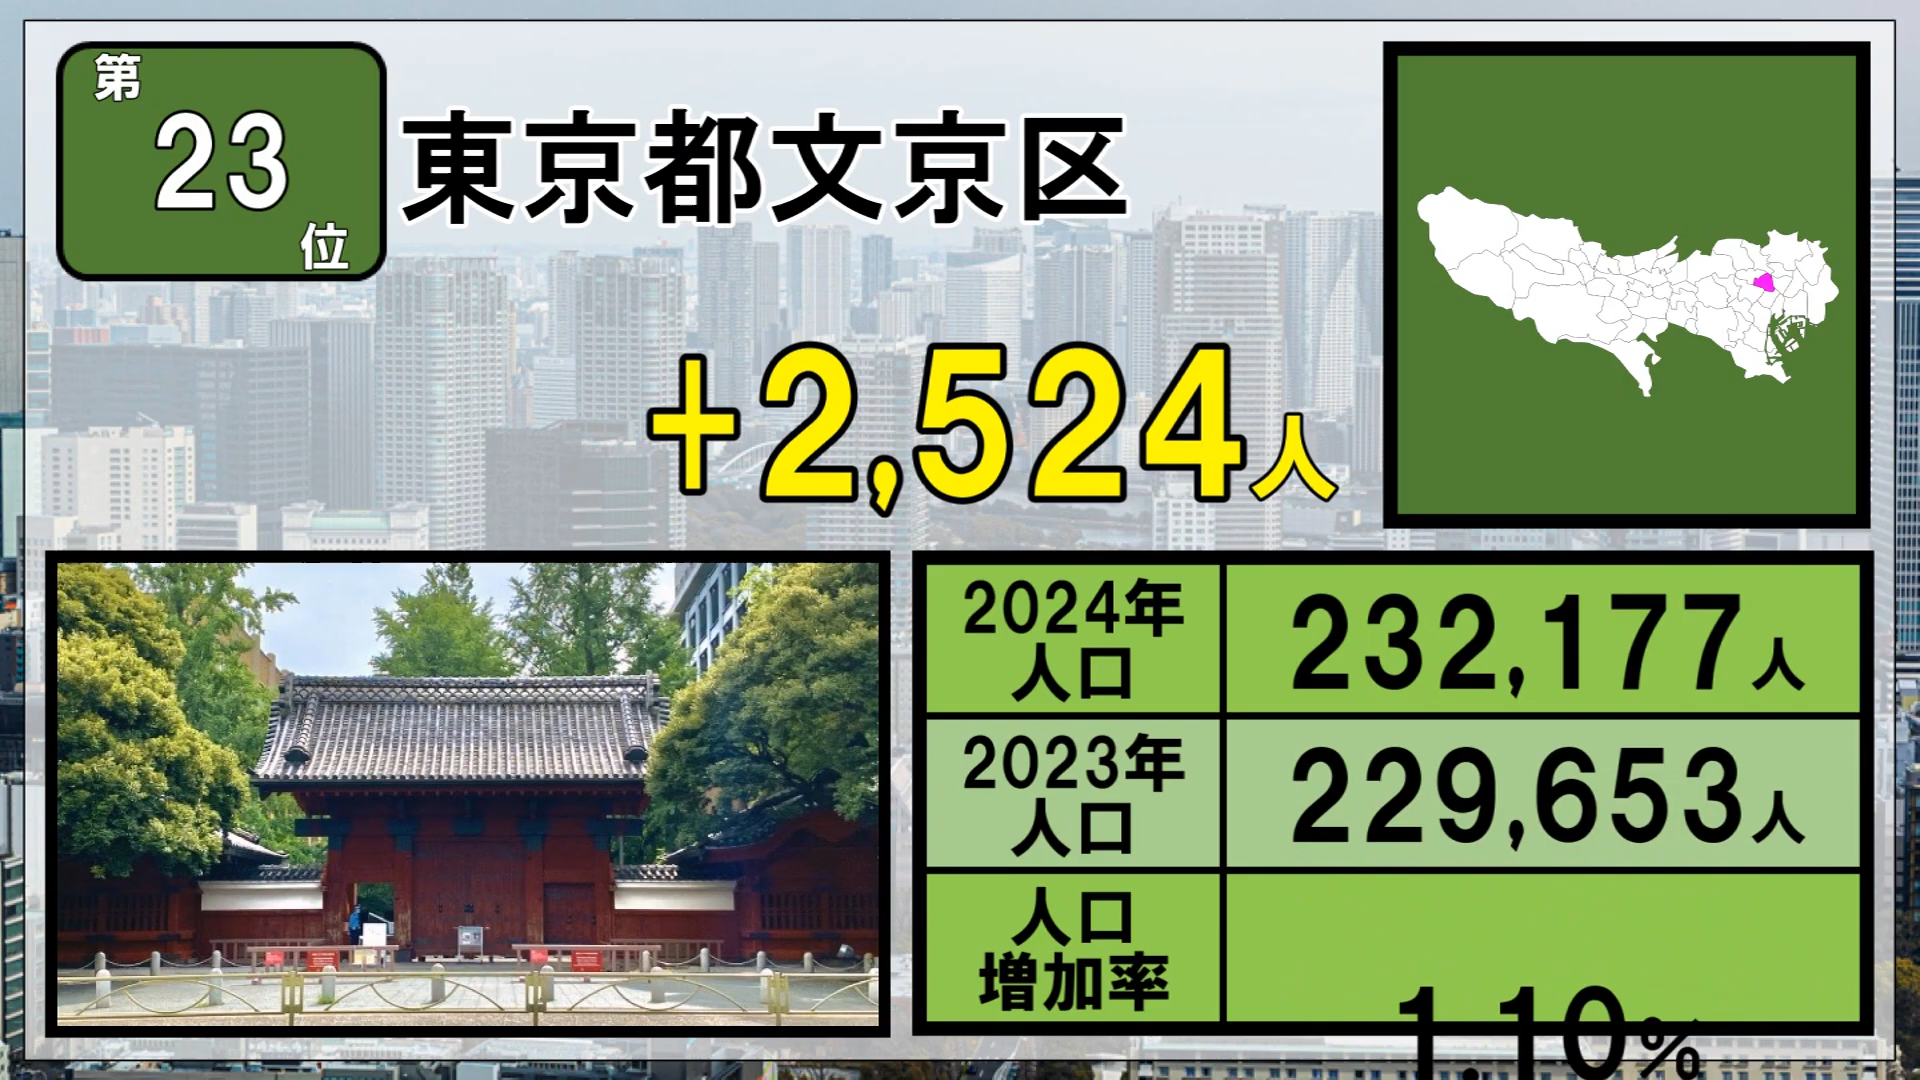 第
23
位
東京都文京区
+2,524人
2024年
人口
232,177人
2023年
人口
229,653人
人口
増加率
1.10%